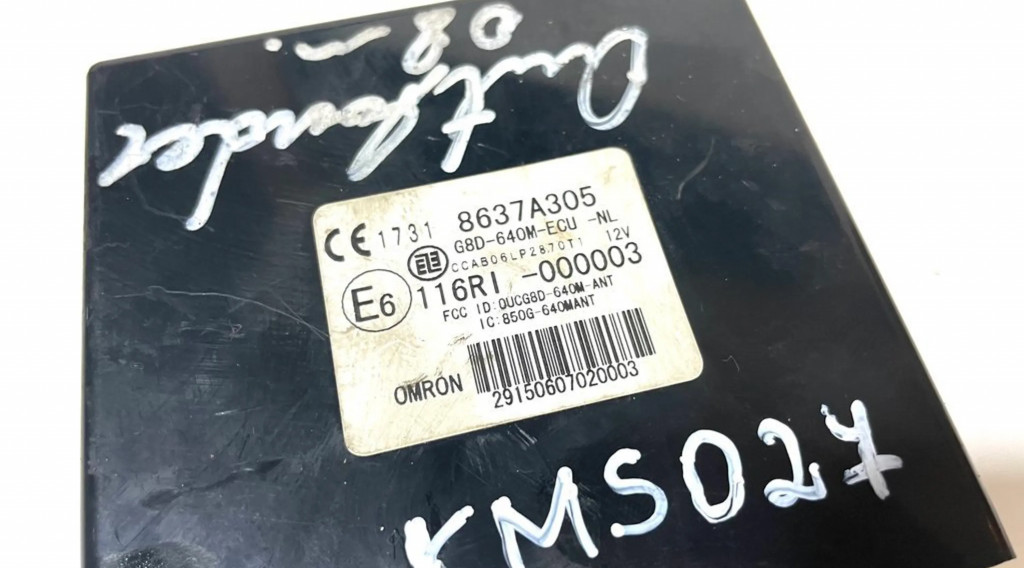 08-.
Outlander
CE 1731 8637A305
G8D-640M-ECU -NL
CCAB06LP2870T1 12V
E6 116RI -000003
FCC ID:OUCG8D-640M-ANT
IC:850G-640MANT
OMRON
29150607020003
KMS027